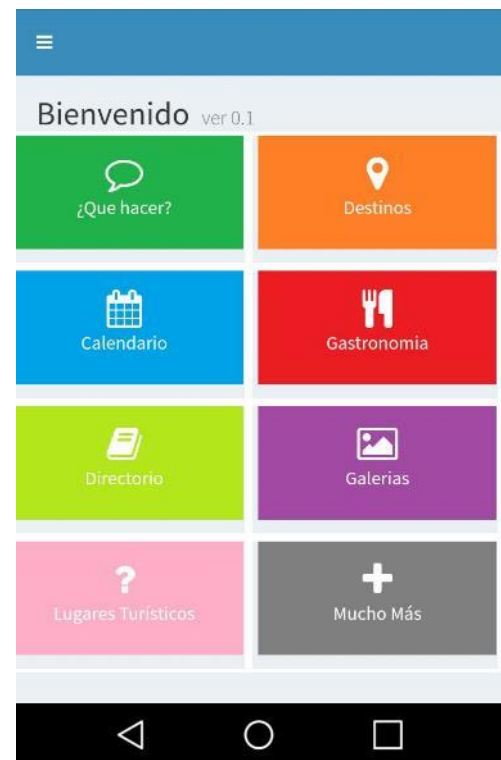 Bienvenido ver 0.1
¿Que hacer?
Destinos
Calendario
Gastronomia
Directorio
Galerias
Lugares Turísticos
Mucho Más